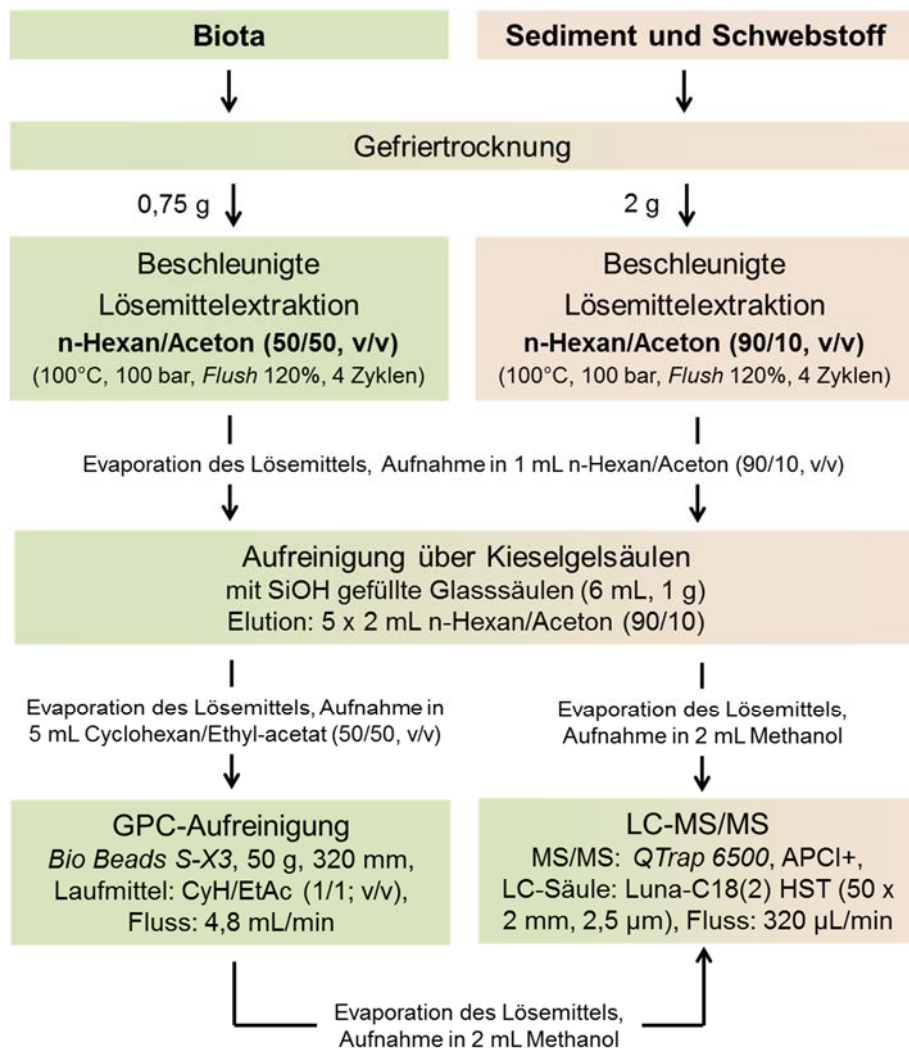 Biota
Sediment und Schwebstoff
Gefriertrocknung
0,75 g
2 g
Beschleunigte
Lösemittelextraktion
n-Hexan/Aceton (50/50, v/v)
(100°C, 100 bar, Flush 120%, 4 Zyklen)
Beschleunigte
Lösemittelextraktion
n-Hexan/Aceton (90/10, v/v)
(100°C, 100 bar, Flush 120%, 4 Zyklen)
Evaporation des Lösemittels, Aufnahme in 1 mL n-Hexan/Aceton (90/10, v/v)
Aufreinigung über Kieselgelsäulen
mit SiOH gefüllte Glasssäulen (6 mL, 1 g)
Elution: 5 x 2 mL n-Hexan/Aceton (90/10)
Evaporation des Lösemittels, Aufnahme in
5 mL Cyclohexan/Ethyl-acetat (50/50, v/v)
Evaporation des Lösemittels,
Aufnahme in 2 mL Methanol
GPC-Aufreinigung
Bio Beads S-X3, 50 g, 320 mm,
Laufmittel: CyH/EtAc (1/1; v/v),
Fluss: 4,8 mL/min
LC-MS/MS
MS/MS: QTrap 6500, APCI+,
LC-Säule: Luna-C18(2) HST (50 x
2 mm, 2,5 µm), Fluss: 320 µL/min
Evaporation des Lösemittels,
Aufnahme in 2 mL Methanol